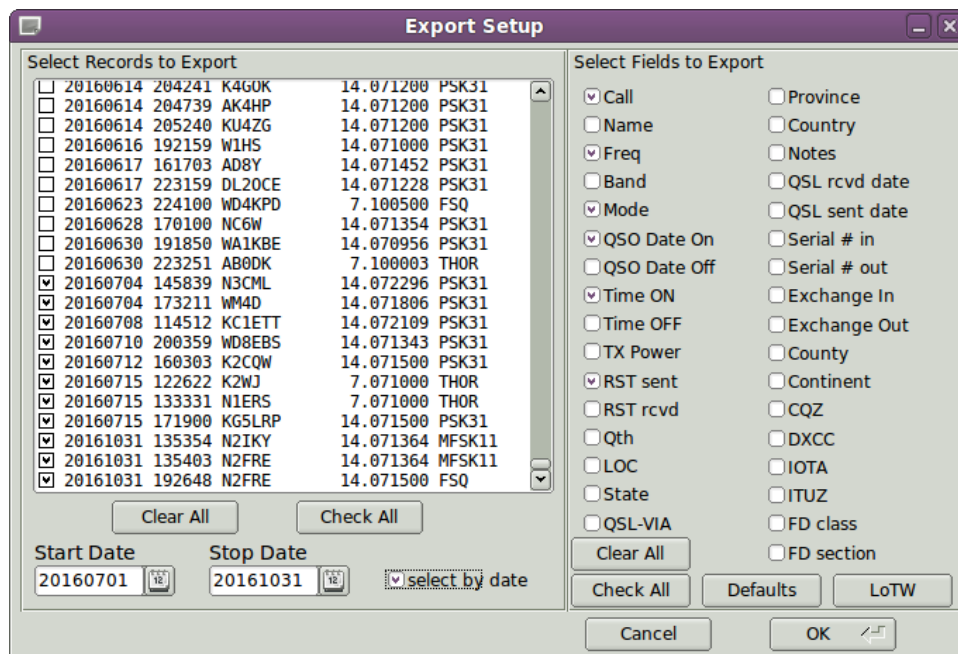 Export Setup
Select Records to Export
20160614 204241 K4GOK 14.071200 PSK31
20160614 204739 AK4HP 14.071200 PSK31
20160614 205240 KU4ZG 14.071200 PSK31
20160616 192159 W1HS 14.071000 PSK31
20160617 161703 AD8Y 14.071452 PSK31
20160617 223159 DL2OCE 14.071228 PSK31
20160623 224100 WD4KPD 7.100500 FSQ
20160628 170100 NC6W 14.071354 PSK31
20160630 191850 WA1KBE 14.070956 PSK31
20160630 223251 AB0DK 7.100003 THOR
20160704 145839 N3CML 14.072296 PSK31
20160704 173211 WM4D 14.071806 PSK31
20160708 114512 KC1ETT 14.072109 PSK31
20160710 200359 WD8EBS 14.071343 PSK31
20160712 160303 K2CQW 14.071500 PSK31
20160715 122622 K2WJ 7.071000 THOR
20160715 133331 N1ERS 7.071000 THOR
20160715 171900 KG5LRP 14.071500 PSK31
20161031 135354 N2IKY 14.071364 MFSK11
20161031 135403 N2FRE 14.071364 MFSK11
20161031 192648 N2FRE 14.071500 FSQ
Clear All Check All
Start Date Stop Date
20160701 12 20161031 12 select by date
Select Fields to Export
Call Province
Name Country
Freq Notes
Band QSL rcvd date
Mode QSL sent date
QSO Date On Serial # in
QSO Date Off Serial # out
Time ON Exchange In
Time OFF Exchange Out
TX Power County
RST sent Continent
RST rcvd CQZ
Qth DXCC
LOC IOTA
State ITUZ
QSL-VIA FD class
Clear All FD section
Check All Defaults LoTW
Cancel OK